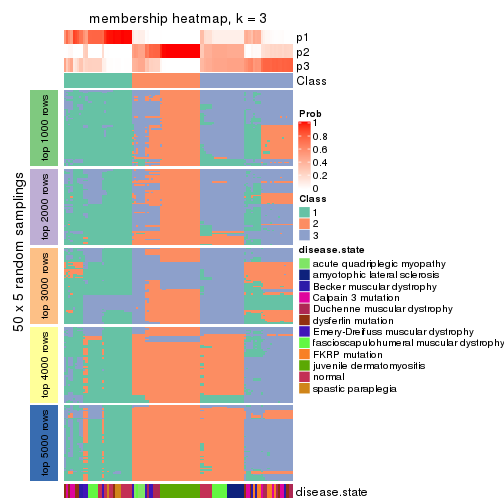 membership heatmap, k = 3
p1
p2
p3
Class
50 x 5 random samplings
top 1000 rows
top 2000 rows
top 3000 rows
top 4000 rows
top 5000 rows
Prob
1
0.8
0.6
0.4
0.2
0
Class
1
2
3
disease.state
acute quadriplegic myopathy
amyotophic lateral sclerosis
Becker muscular dystrophy
Calpain 3 mutation
Duchenne muscular dystrophy
dysferlin mutation
Emery-Dreifuss muscular dystrophy
fascioscapulohumeral muscular dystrophy
FKRP mutation
juvenile dermatomyositis
normal
spastic paraplegia
disease.state